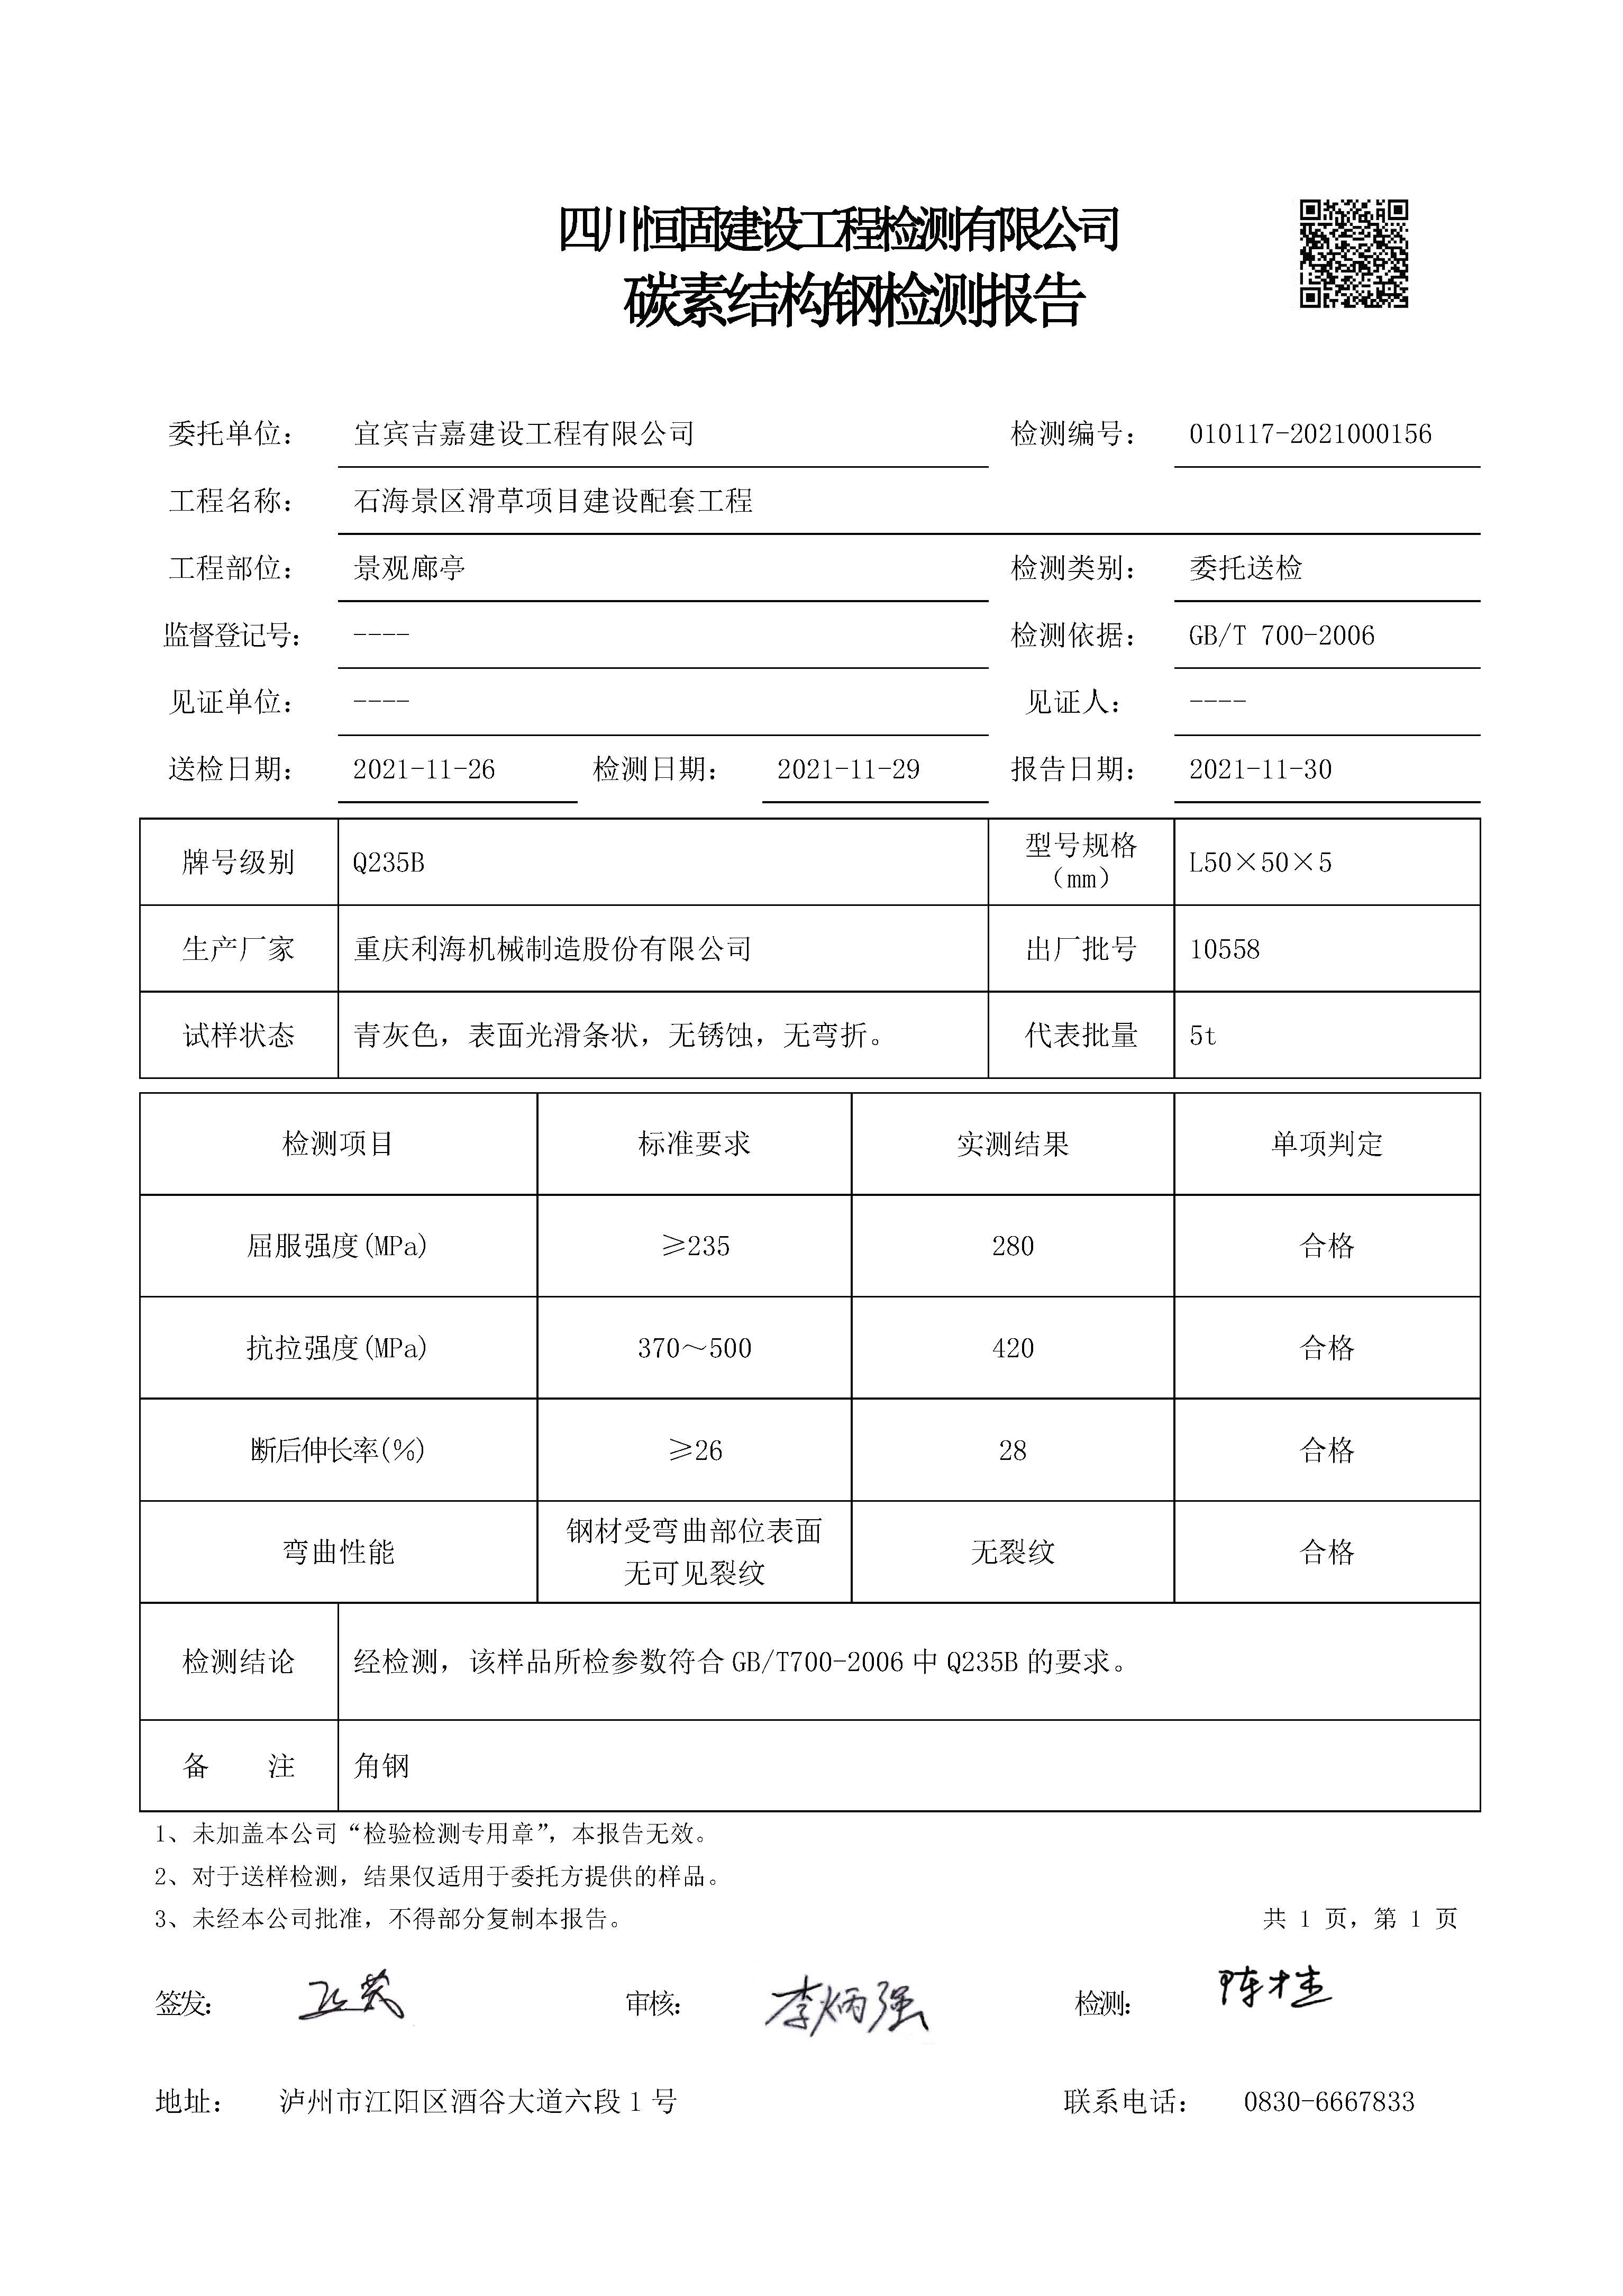 四川恒固建设工程检测有限公司
碳素结构钢检测报告
委托单位： 宜宾吉嘉建设工程有限公司 检测编号： 010117-2021000156
工程名称： 石海景区滑草项目建设配套工程
工程部位： 景观廊亭 检测类别： 委托送检
监督登记号： ---- 检测依据： GB/T 700-2006
见证单位： ---- 见证人： ----
送检日期： 2021-11-26 检测日期： 2021-11-29 报告日期： 2021-11-30
牌号级别 Q235B 型号规格（mm） L50×50×5
生产厂家 重庆利海机械制造股份有限公司 出厂批号 10558
试样状态 青灰色，表面光滑条状，无锈蚀，无弯折。 代表批量 5t
检测项目 标准要求 实测结果 单项判定
屈服强度(MPa) ≥235 280 合格
抗拉强度(MPa) 370～500 420 合格
断后伸长率(%) ≥26 28 合格
弯曲性能 钢材受弯曲部位表面无可见裂纹 无裂纹 合格
检测结论 经检测，该样品所检参数符合 GB/T700-2006 中 Q235B 的要求。
备 注 角钢
1、未加盖本公司“检验检测专用章”，本报告无效。
2、对于送样检测，结果仅适用于委托方提供的样品。
3、未经本公司批准，不得部分复制本报告。 共 1 页，第 1 页
签发： 审核： 李炳强 检测：
地址： 泸州市江阳区酒谷大道六段 1 号 联系电话： 0830-6667833